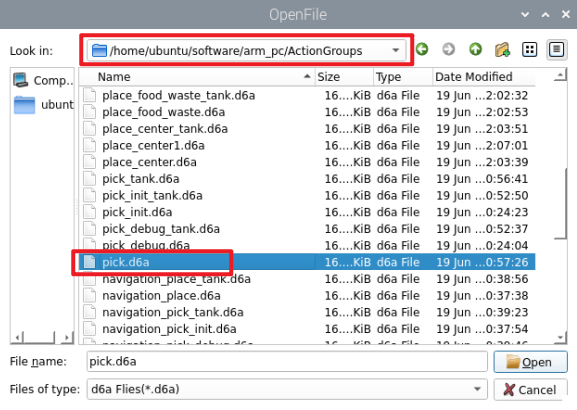 OpenFile
Look in: /home/ubuntu/software/arm_pc/ActionGroups
Comp...
ubunt
Name Size Type Date Modified
place_food_waste_tank.d6a 16....KiB d6a File 19 Jun ...2:02:32
place_food_waste.d6a 16....KiB d6a File 19 Jun ...2:02:53
place_center_tank.d6a 16....KiB d6a File 19 Jun ...2:03:51
place_center1.d6a 16....KiB d6a File 19 Jun ...2:07:01
place_center.d6a 16....KiB d6a File 19 Jun ...2:03:39
pick_tank.d6a 16....KiB d6a File 19 Jun ...0:56:41
pick_init_tank.d6a 16....KiB d6a File 19 Jun ...0:52:50
pick_init.d6a 16....KiB d6a File 19 Jun ...0:24:23
pick_debug_tank.d6a 16....KiB d6a File 19 Jun ...0:52:37
pick_debug.d6a 16....KiB d6a File 19 Jun ...0:24:04
pick.d6a 16....KiB d6a File 19 Jun ...0:57:26
navigation_place_tank.d6a 16....KiB d6a File 19 Jun ...0:38:56
navigation_place.d6a 16....KiB d6a File 19 Jun ...0:37:38
navigation_pick_tank.d6a 16....KiB d6a File 19 Jun ...0:39:23
navigation_pick_init.d6a 16....KiB d6a File 19 Jun ...0:37:54
File name: pick.d6a Open
Files of type: d6a Flies(*.d6a) Cancel